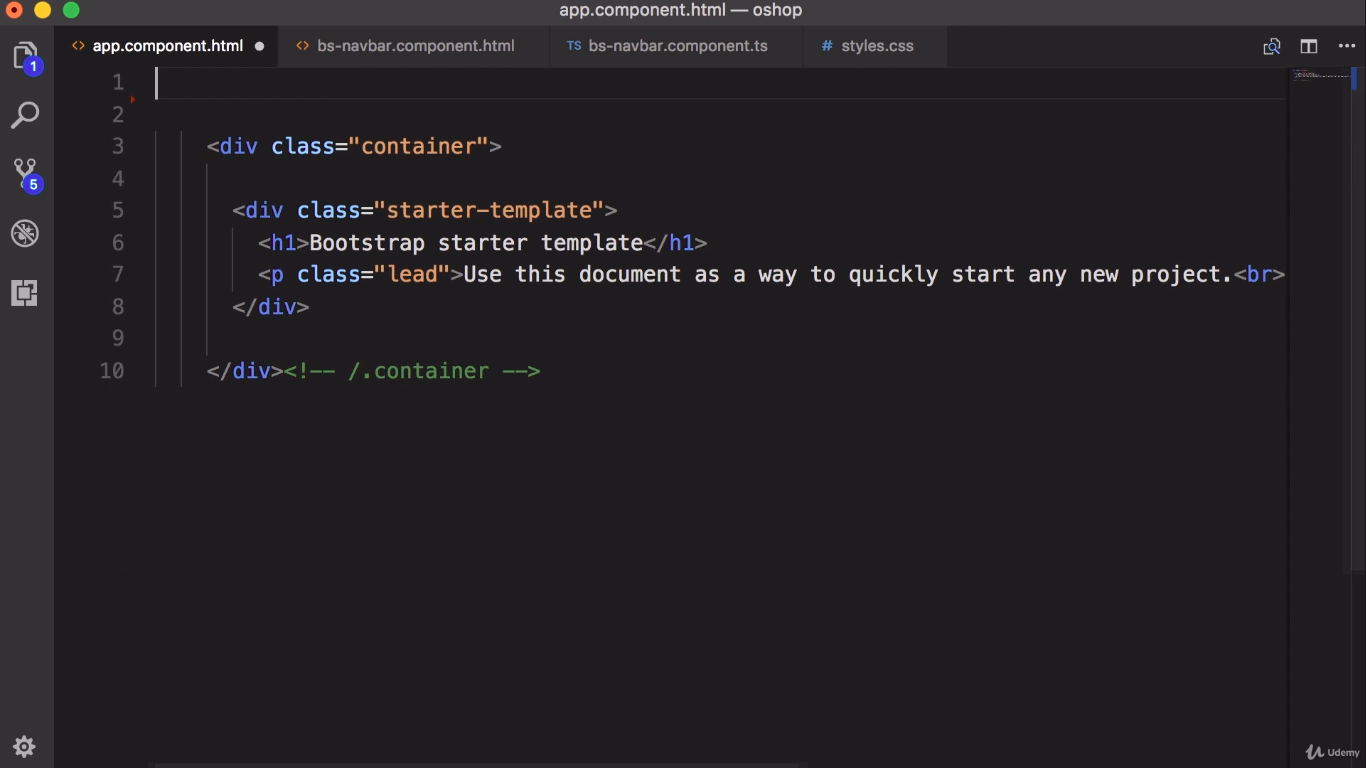 app.component.html — oshop
<> app.component.html ● <> bs-navbar.component.html TS bs-navbar.component.ts # styles.css
1
1
2
3 <div class="container">
4
5 <div class="starter-template">
5
6 <h1>Bootstrap starter template</h1>
7 <p class="lead">Use this document as a way to quickly start any new project.<br>
8 </div>
9
10 </div><!-- /.container -->
Udemy